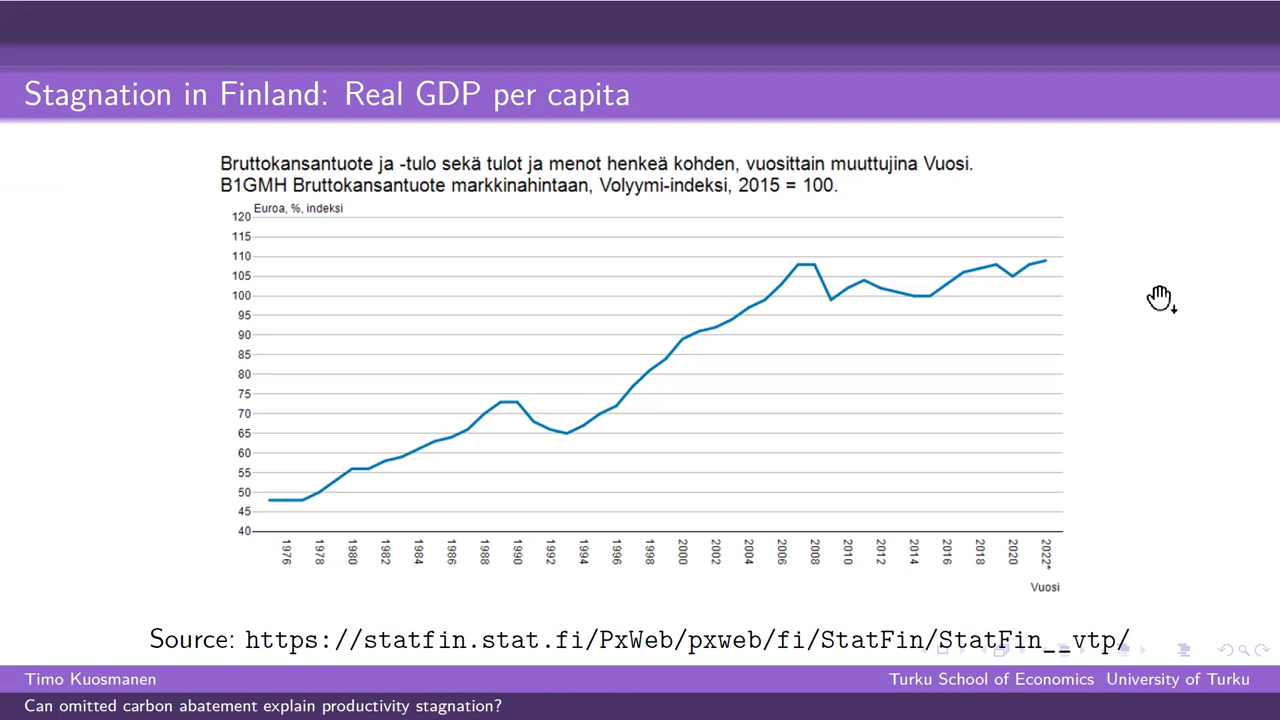 Stagnation in Finland: Real GDP per capita
Bruttokansantuote ja -tulo sekä tulot ja menot henkeä kohden, vuosittain muuttujina Vuosi.
B1GMH Bruttokansantuote markkinahintaan, Volyymi-indeksi, 2015 = 100.
Euroa, %, indeksi
120
115
110
105
100
95
90
85
80
75
70
65
60
55
50
45
40
1976 1978 1980 1982 1984 1986 1988 1990 1992 1994 1996 1998 2000 2002 2004 2006 2008 2010 2012 2014 2016 2018 2020 2022*
Vuosi
Source: https://statfin.stat.fi/PxWeb/pxweb/fi/StatFin/StatFin__vtp/
Timo Kuosmanen Turku School of Economics University of Turku
Can omitted carbon abatement explain productivity stagnation?